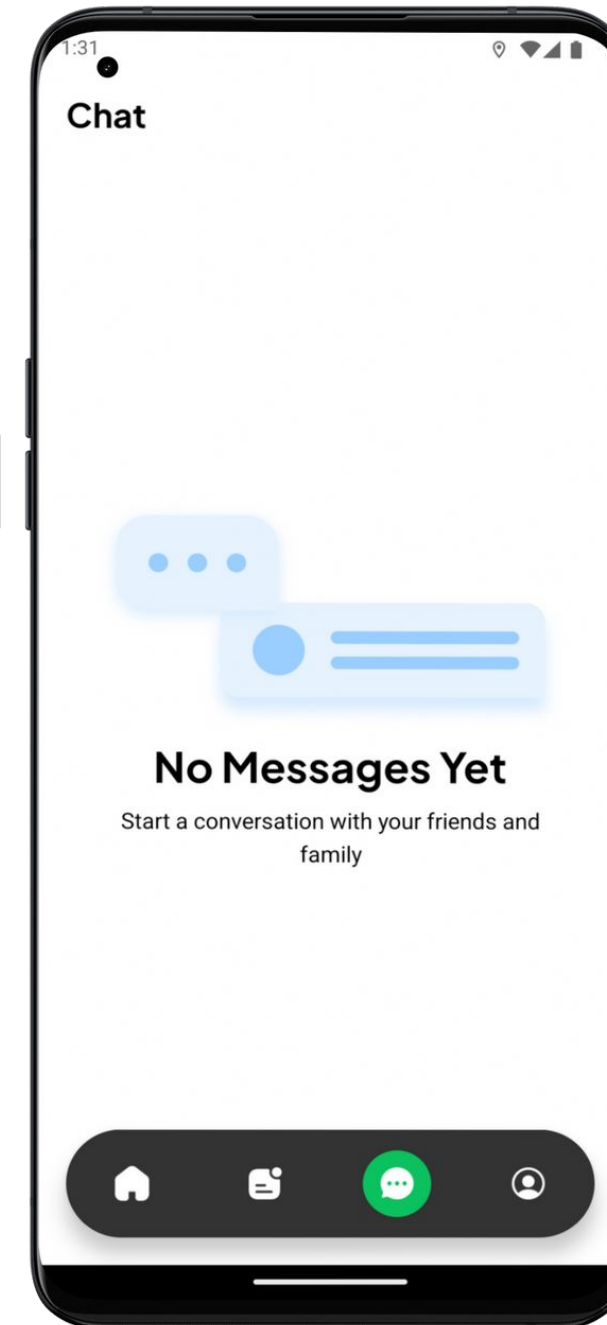 1:31
Chat
No Messages Yet
Start a conversation with your friends and
family